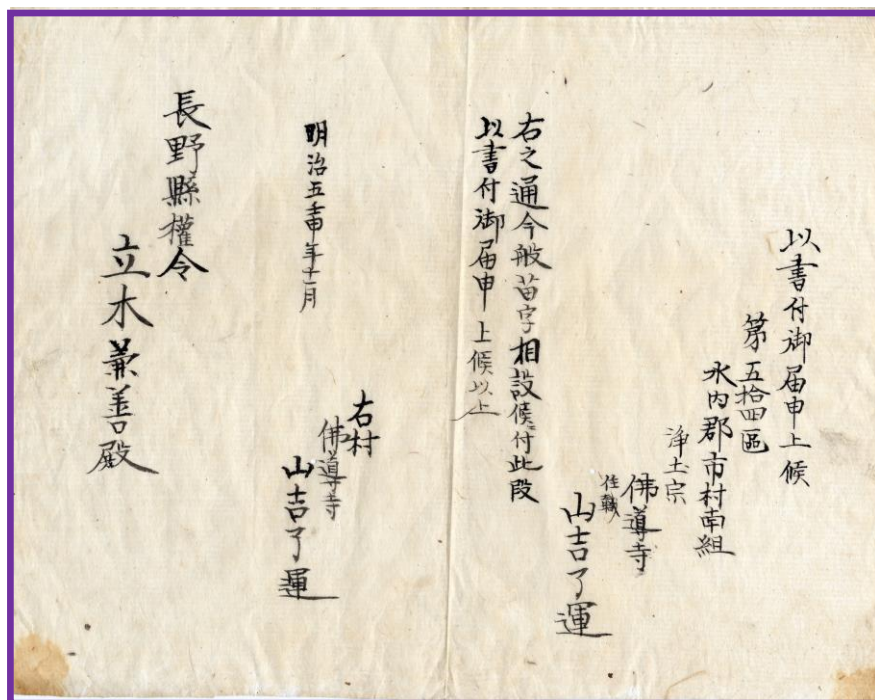 以書付御届申上候
第五拾四區
水内郡市村南組
浄土宗
佛導寺
住職
山吉了運
右之通今般苗字相設候付此段
以書付御届申上候以上
明治五壬申年十一月
右村
佛導寺
山吉了運
長野縣權令
立木兼善殿